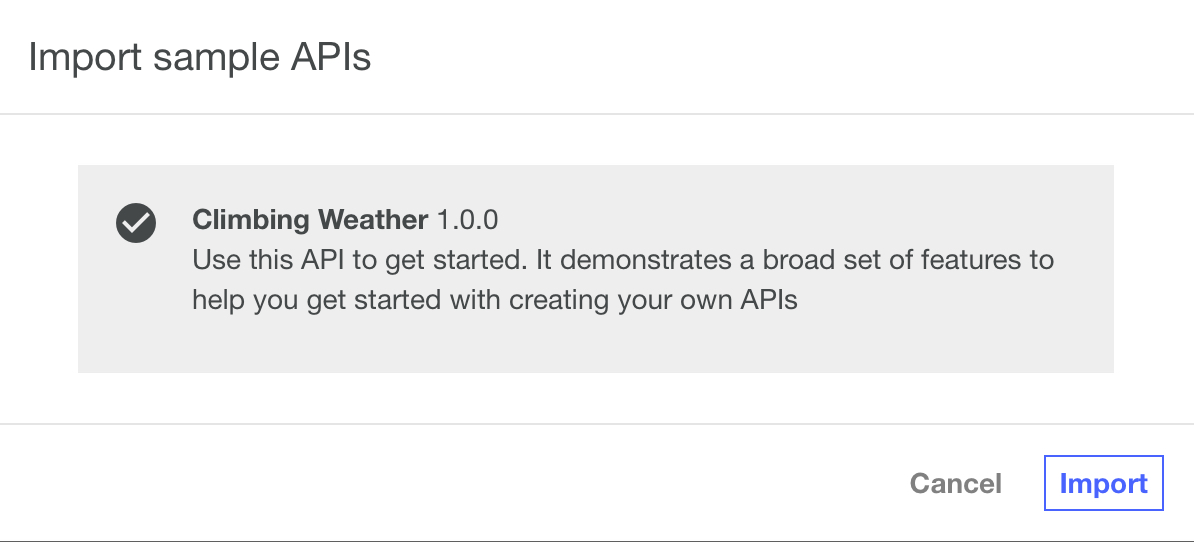 Import sample APIs
Climbing Weather 1.0.0
Use this API to get started. It demonstrates a broad set of features to
help you get started with creating your own APIs
Cancel
Import